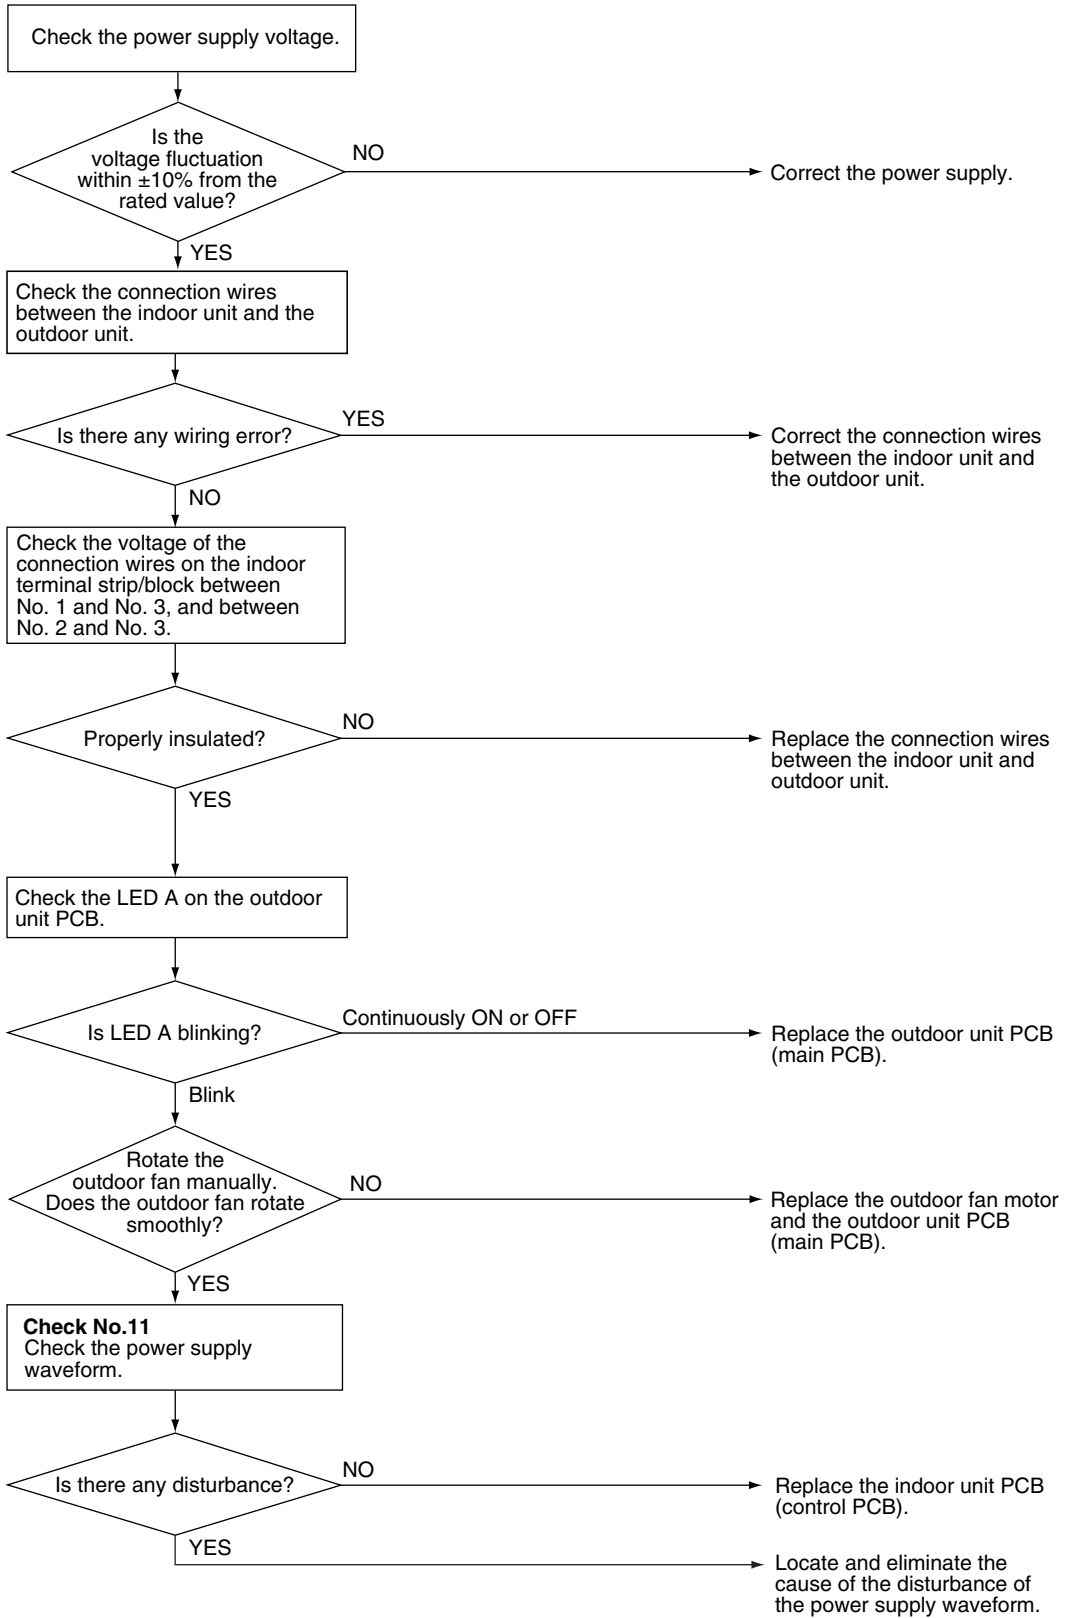 Check the power supply voltage.
Is the
voltage fluctuation
within ±10% from the
rated value?
NO
Correct the power supply.
YES
Check the connection wires
between the indoor unit and the
outdoor unit.
Is there any wiring error?
YES
Correct the connection wires
between the indoor unit and
the outdoor unit.
NO
Check the voltage of the
connection wires on the indoor
terminal strip/block between
No. 1 and No. 3, and between
No. 2 and No. 3.
Properly insulated?
NO
Replace the connection wires
between the indoor unit and
outdoor unit.
YES
Check the LED A on the outdoor
unit PCB.
Is LED A blinking?
Continuously ON or OFF
Replace the outdoor unit PCB
(main PCB).
Blink
Rotate the
outdoor fan manually.
Does the outdoor fan rotate
smoothly?
NO
Replace the outdoor fan motor
and the outdoor unit PCB
(main PCB).
YES
Check No.11
Check the power supply
waveform.
Is there any disturbance?
NO
Replace the indoor unit PCB
(control PCB).
YES
Locate and eliminate the
cause of the disturbance of
the power supply waveform.